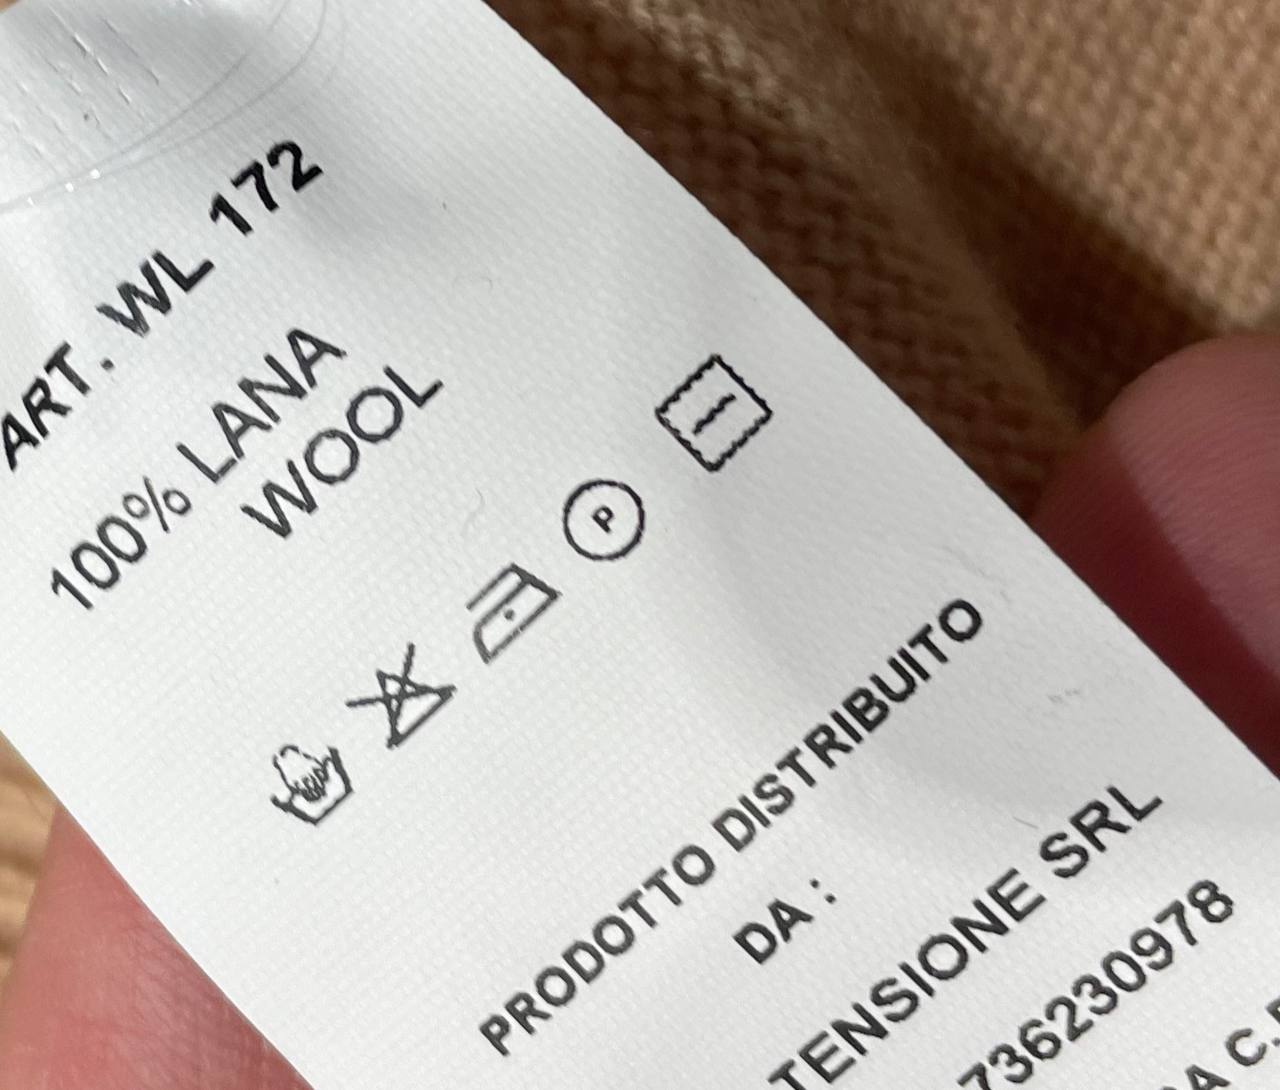 ART. WL 172
100% LANA
WOOL
P
PRODOTTO DISTRIBUITO
DA :
TENSIONE SRL
736230978
A C.